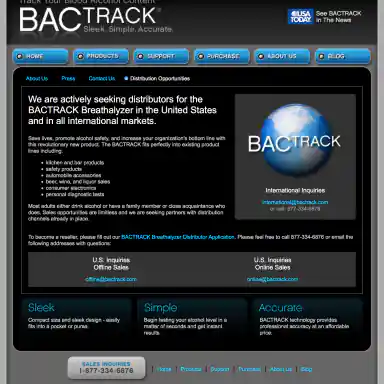 Track Your Blood Alcohol Content
BACTRACK®
Sleek. Simple. Accurate.
USA TODAY
See BACTRACK
in The News
HOME
PRODUCTS
SUPPORT
PURCHASE
ABOUT US
BLOG
About Us
Press
Contact Us
Distribution Opportunities
We are actively seeking distributors for the
BACTRACK Breathalyzer in the United States
and in all international markets.
Save lives, promote alcohol safety, and increase your organization's bottom line with
this revolutionary new product. The BACTRACK fits perfectly into existing product
lines including:
kitchen and bar products
safety products
automobile accessories
beer, wine, and liquor sales
consumer electronics
personal diagnostic tests
Most adults either drink alcohol or have a family member or close acquaintance who
does. Sales opportunities are limitless and we are seeking partners with distribution
channels already in place.
BACTRACK
International Inquiries
international@bactrack.com
or call: 877-334-6876
To become a reseller, please fill out our BACTRACK Breathalyzer Distributor Application. Please feel free to call 877-334-6876 or email the
following addresses with questions:
U.S. Inquiries
Offline Sales
offline@bactrack.com
U.S. Inquiries
Online Sales
online@bactrack.com
Sleek
Compact size and sleek design - easily
fits into a pocket or purse.
Simple
Begin testing your alcohol level in a
matter of seconds and get instant
results.
Accurate
BACTRACK technology provides
professional accuracy at an affordable
price.
SALES INQUIRIES
1-877-334-6876
| Home | Products | Support | Purchase | About us | Blog